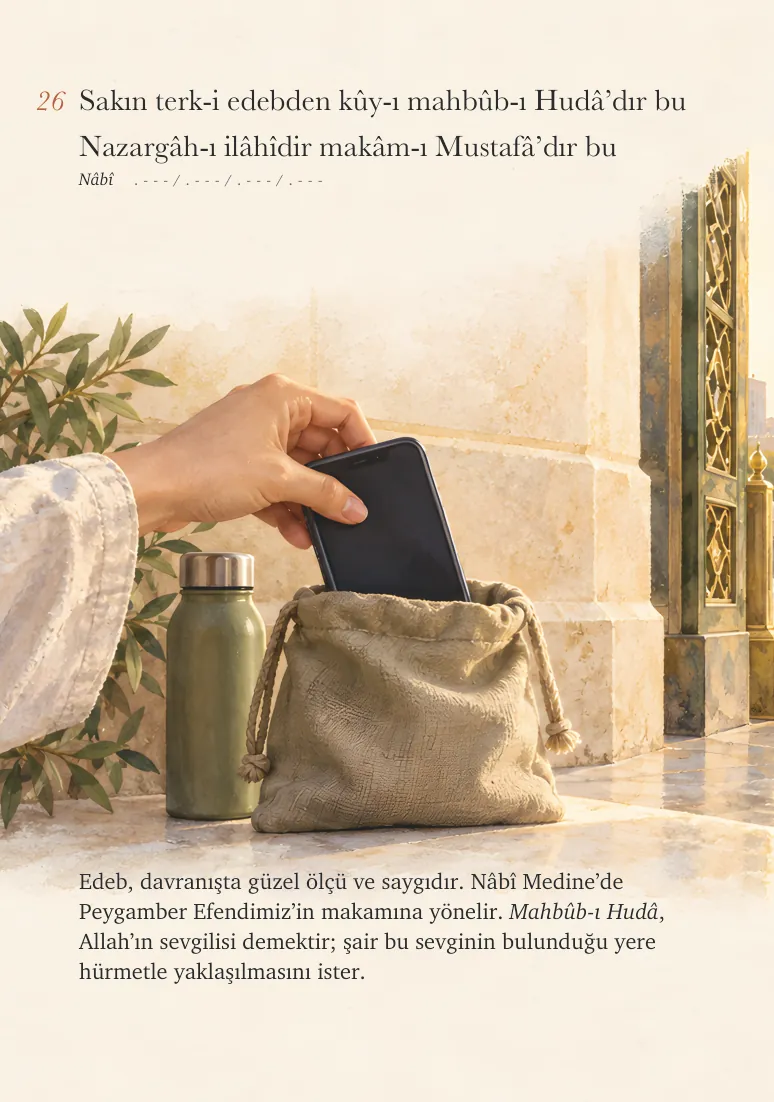 26 Sakın terk-i edebden kûy-ı mahbûb-ı Hudâ’dır bu
Nazargâh-ı ilâhîdir makâm-ı Mustafâ’dır bu
Nâbî . - - - / . - - - / . - - - / . - - -
Edeb, davranışta güzel ölçü ve saygıdır. Nâbî Medine’de
Peygamber Efendimiz’in makamına yönelir. Mahbûb-ı Hudâ,
Allah’ın sevgilisi demektir; şair bu sevginin bulunduğu yere
hürmetle yaklaşılmasını ister.